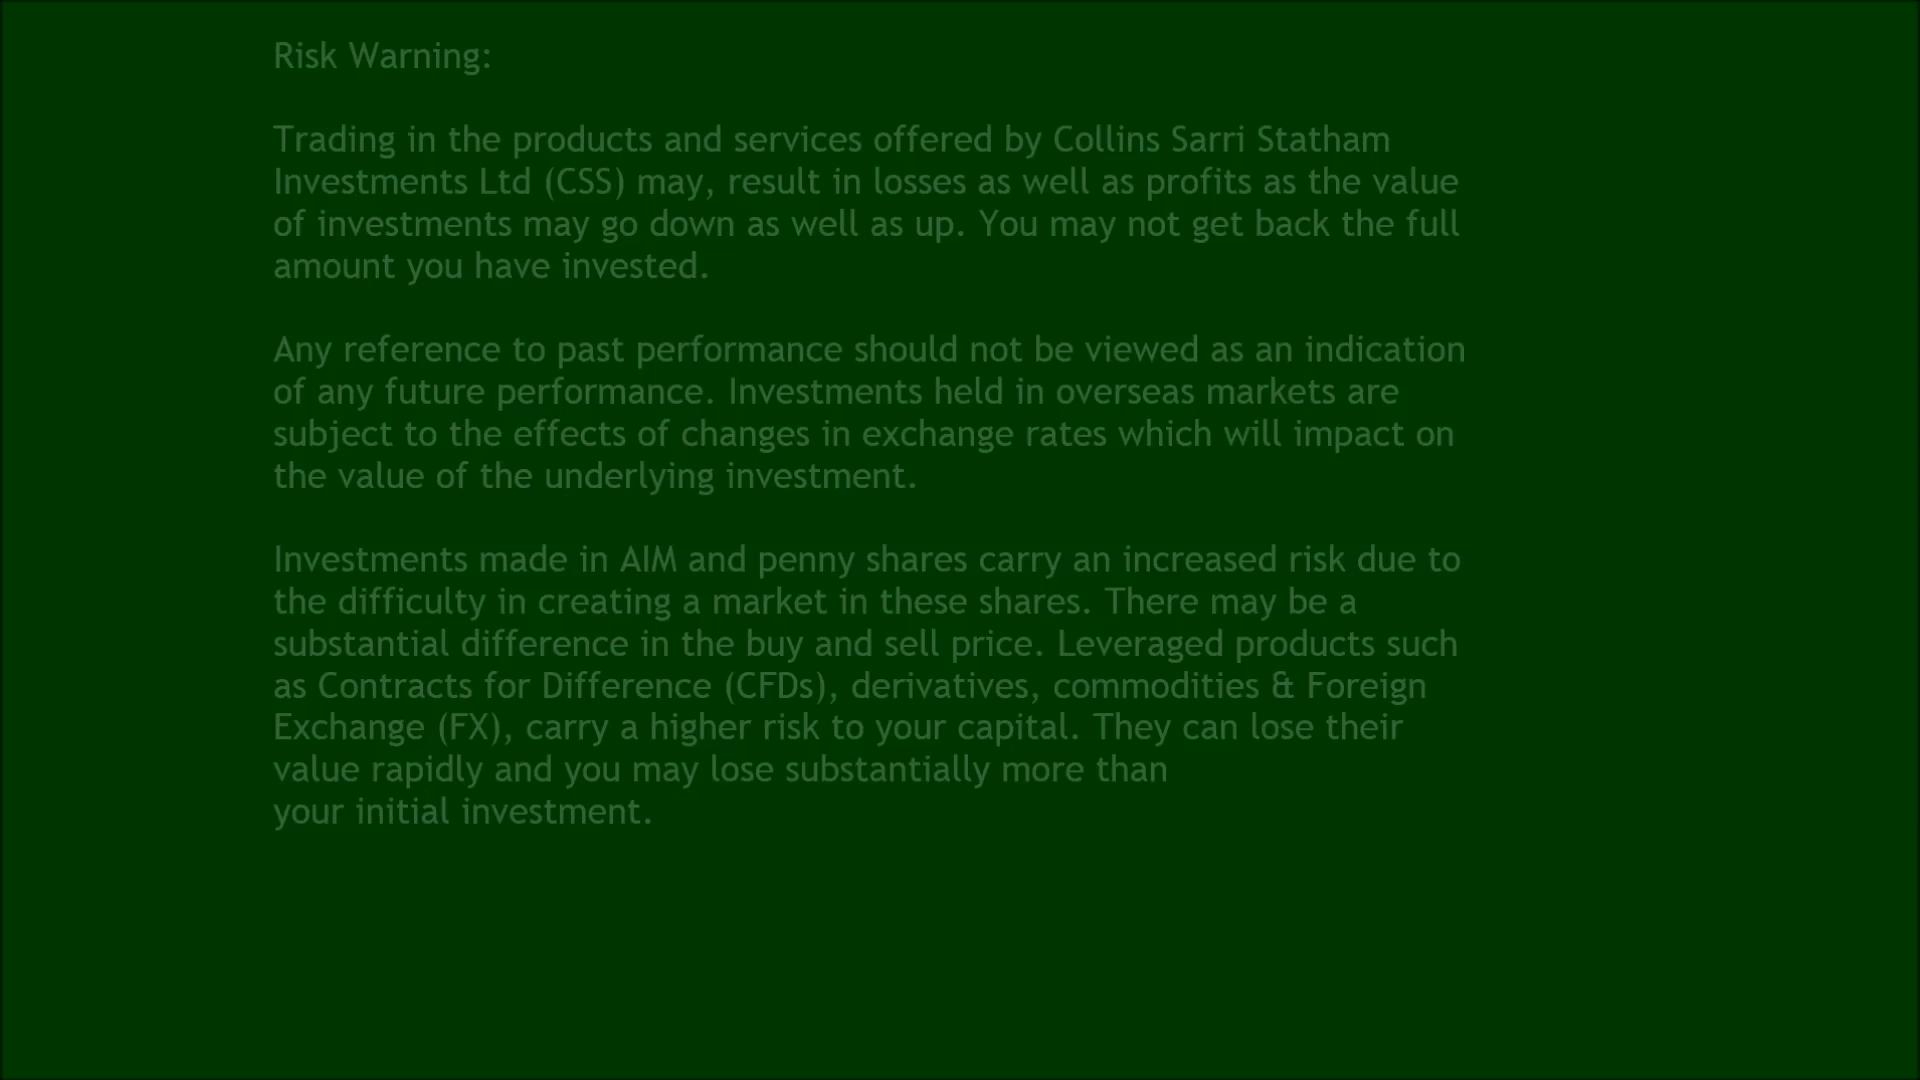 Risk Warning:
Trading in the products and services offered by Collins Sarri Statham
Investments Ltd (CSS) may, result in losses as well as profits as the value
of investments may go down as well as up. You may not get back the full
amount you have invested.
Any reference to past performance should not be viewed as an indication
of any future performance. Investments held in overseas markets are
subject to the effects of changes in exchange rates which will impact on
the value of the underlying investment.
Investments made in AIM and penny shares carry an increased risk due to
the difficulty in creating a market in these shares. There may be a
substantial difference in the buy and sell price. Leveraged products such
as Contracts for Difference (CFDs), derivatives, commodities & Foreign
Exchange (FX), carry a higher risk to your capital. They can lose their
value rapidly and you may lose substantially more than
your initial investment.